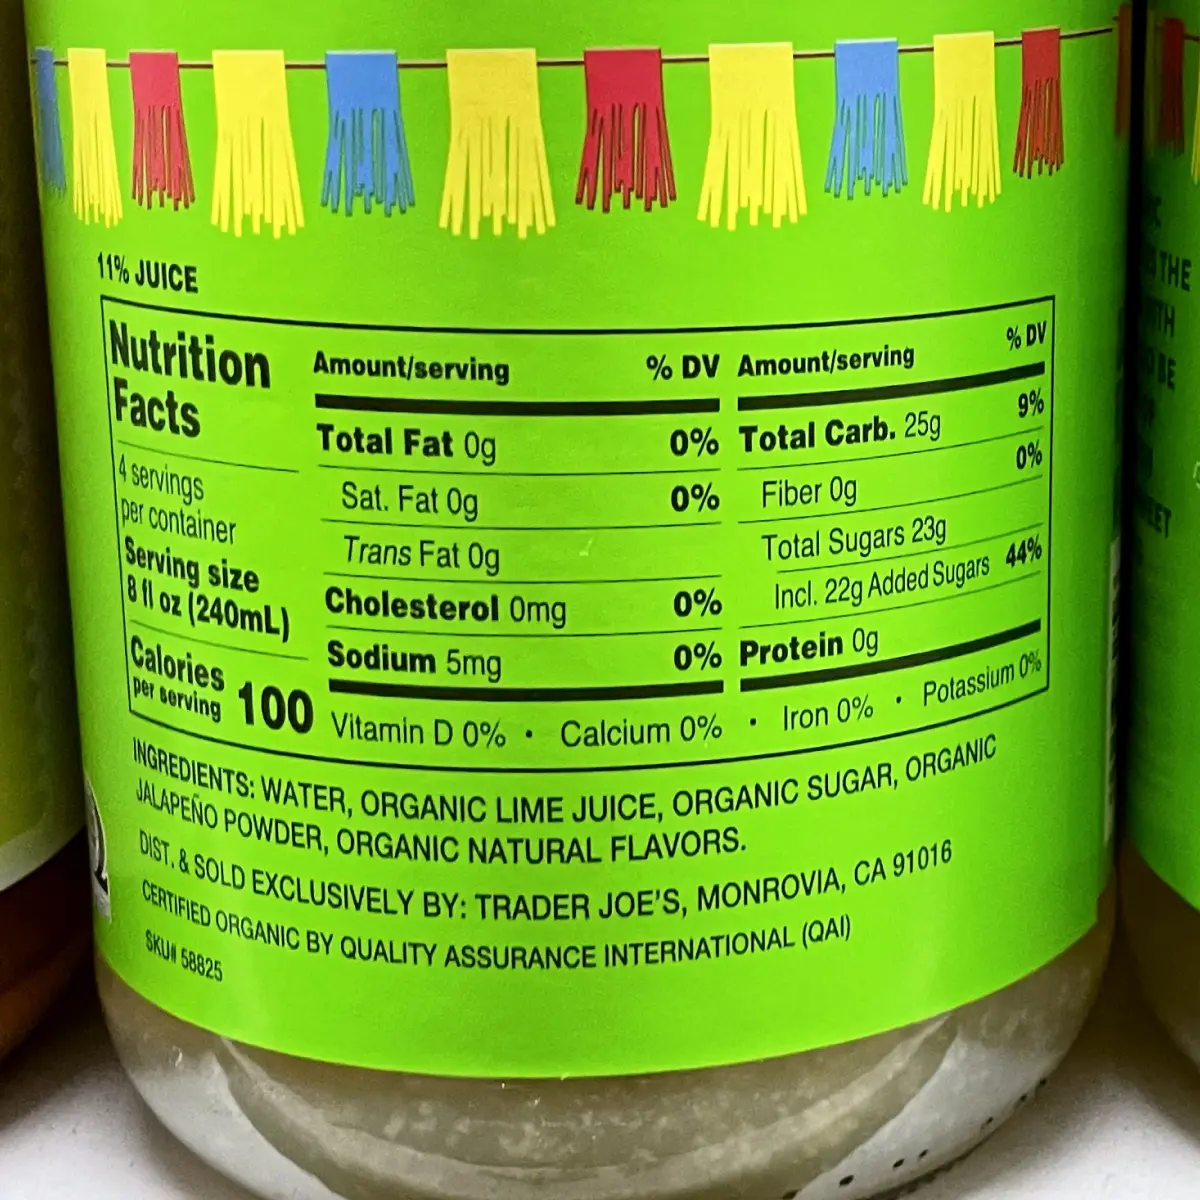 11% JUICE
Nutrition
Facts
4 servings
per container
Serving size
8 fl oz (240mL)
Calories
per serving 100
Amount/serving % DV
Total Fat 0g 0%
Sat. Fat 0g 0%
Trans Fat 0g
Cholesterol 0mg 0%
Sodium 5mg 0%
Amount/serving % DV
Total Carb. 25g 9%
Fiber 0g 0%
Total Sugars 23g
Incl. 22g Added Sugars 44%
Protein 0g
Vitamin D 0% • Calcium 0% • Iron 0% • Potassium 0%
INGREDIENTS: WATER, ORGANIC LIME JUICE, ORGANIC SUGAR, ORGANIC
JALAPEÑO POWDER, ORGANIC NATURAL FLAVORS.
DIST. & SOLD EXCLUSIVELY BY: TRADER JOE'S, MONROVIA, CA 91016
CERTIFIED ORGANIC BY QUALITY ASSURANCE INTERNATIONAL (QAI)
SKU# 58825
THE
BE